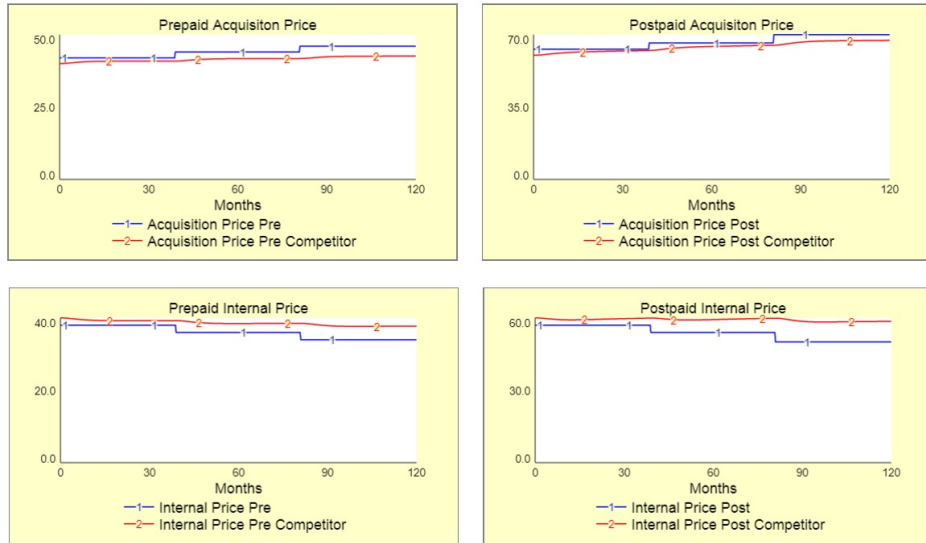 Prepaid Acquisiton Price
50.0
25.0
0.0
0 30 60 90 120
Months
1 Acquisition Price Pre
2 Acquisition Price Pre Competitor
Postpaid Acquisiton Price
70.0
35.0
0.0
0 30 60 90 120
Months
1 Acquisition Price Post
2 Acquisition Price Post Competitor
Prepaid Internal Price
40.0
20.0
0.0
0 30 60 90 120
Months
1 Internal Price Pre
2 Internal Price Pre Competitor
Postpaid Internal Price
60.0
30.0
0.0
0 30 60 90 120
Months
1 Internal Price Post
2 Internal Price Post Competitor